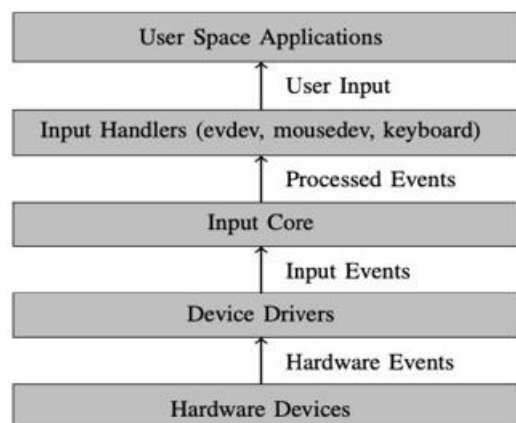 User Space Applications
User Input
Input Handlers (evdev, mousedev, keyboard)
Processed Events
Input Core
Input Events
Device Drivers
Hardware Events
Hardware Devices